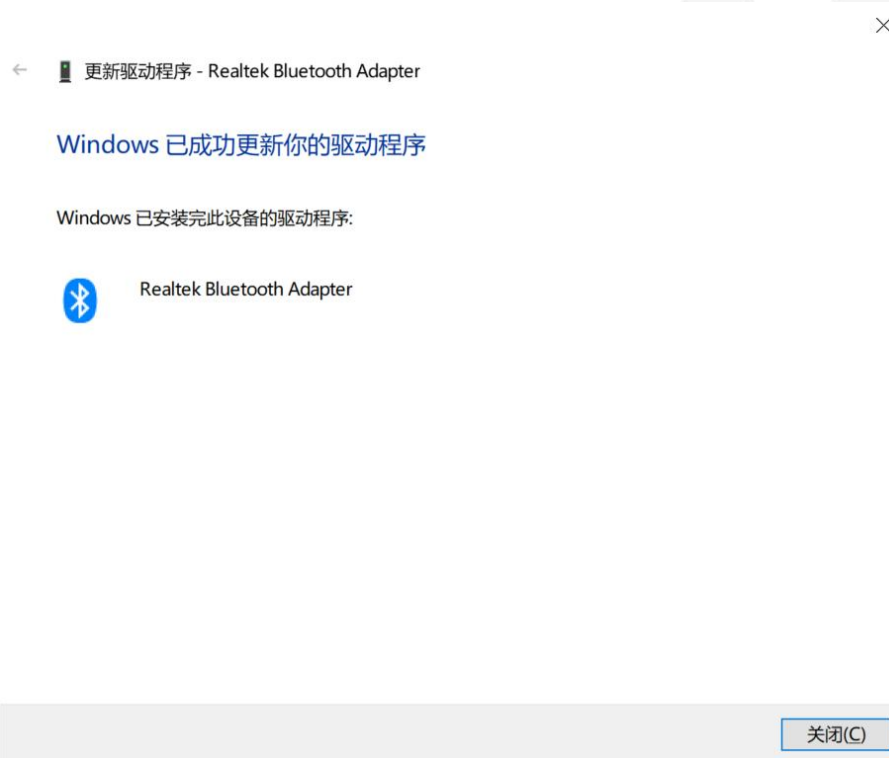 更新驱动程序 - Realtek Bluetooth Adapter
Windows 已成功更新你的驱动程序
Windows 已安装完此设备的驱动程序:
Realtek Bluetooth Adapter
关闭(C)